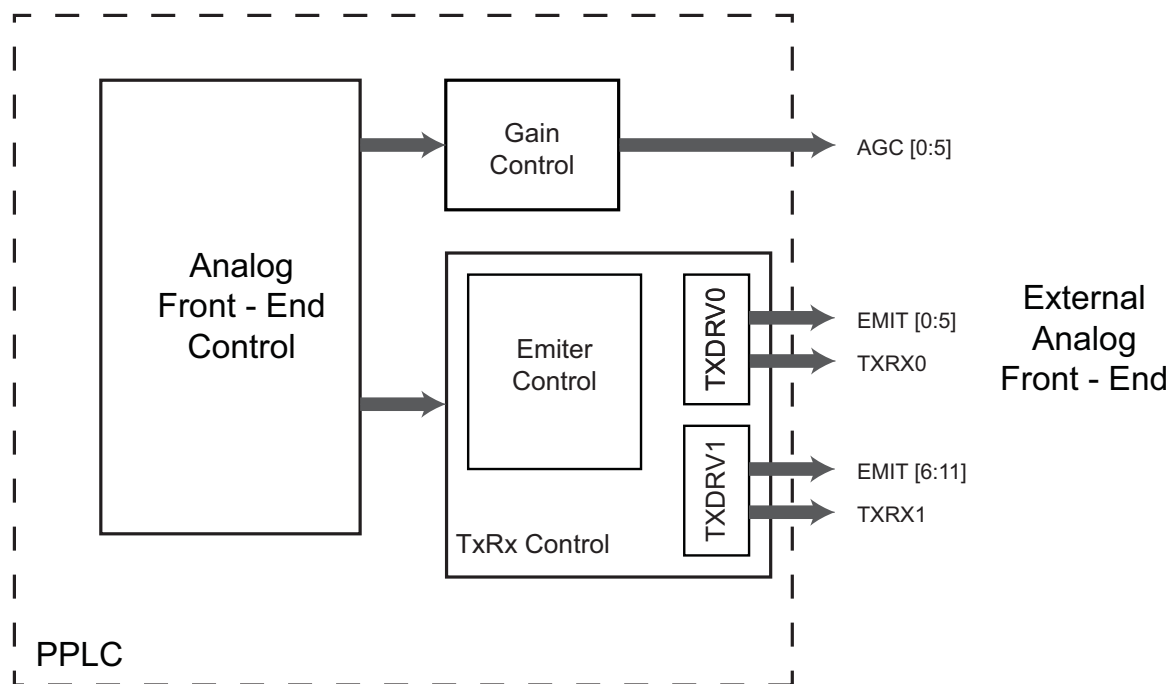 Analog
Front - End
Control
Gain
Control
AGC [0:5]
Emiter
Control
TXDRV0
EMIT [0:5]
TXRX0
TXDRV1
EMIT [6:11]
TXRX1
TxRx Control
External
Analog
Front - End
PPLC